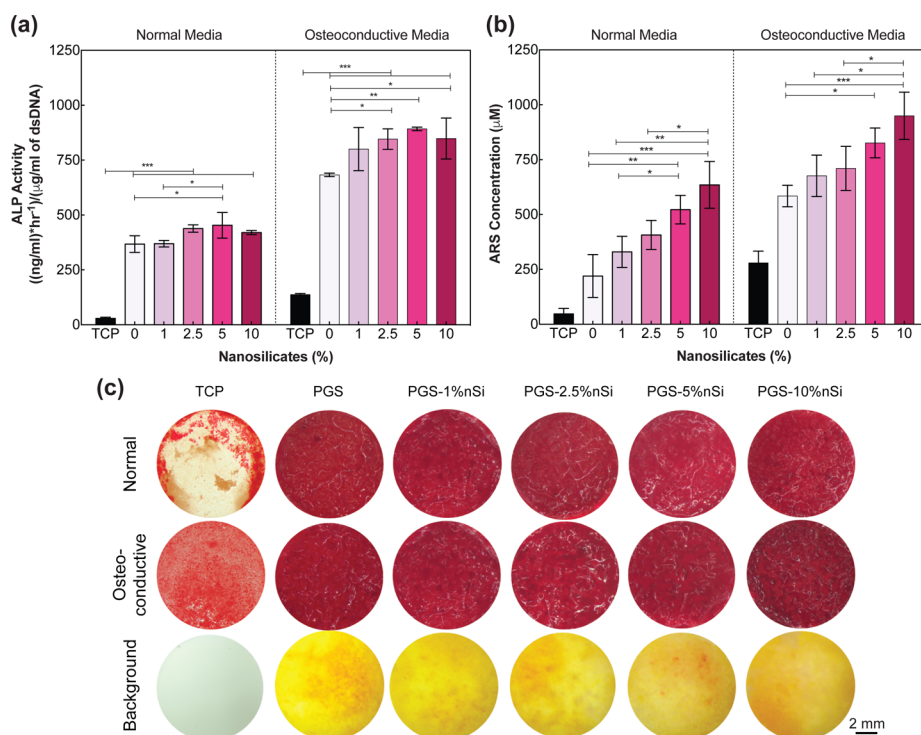 (a)
Normal Media
Osteoconductive Media
ALP Activity
((ng/ml)*hr⁻¹)/(μg/ml of dsDNA)
1250
1000
750
500
250
0
***
*
*
***
*
**
*
TCP 0 1 2.5 5 10 TCP 0 1 2.5 5 10
Nanosilicates (%)
(b)
Normal Media
Osteoconductive Media
ARS Concentration (μM)
1250
1000
750
500
250
0
*
**
***
**
*
*
*
***
*
TCP 0 1 2.5 5 10 TCP 0 1 2.5 5 10
Nanosilicates (%)
(c)
TCP PGS PGS-1%nSi PGS-2.5%nSi PGS-5%nSi PGS-10%nSi
Normal
Osteo-
conductive
Background
2 mm